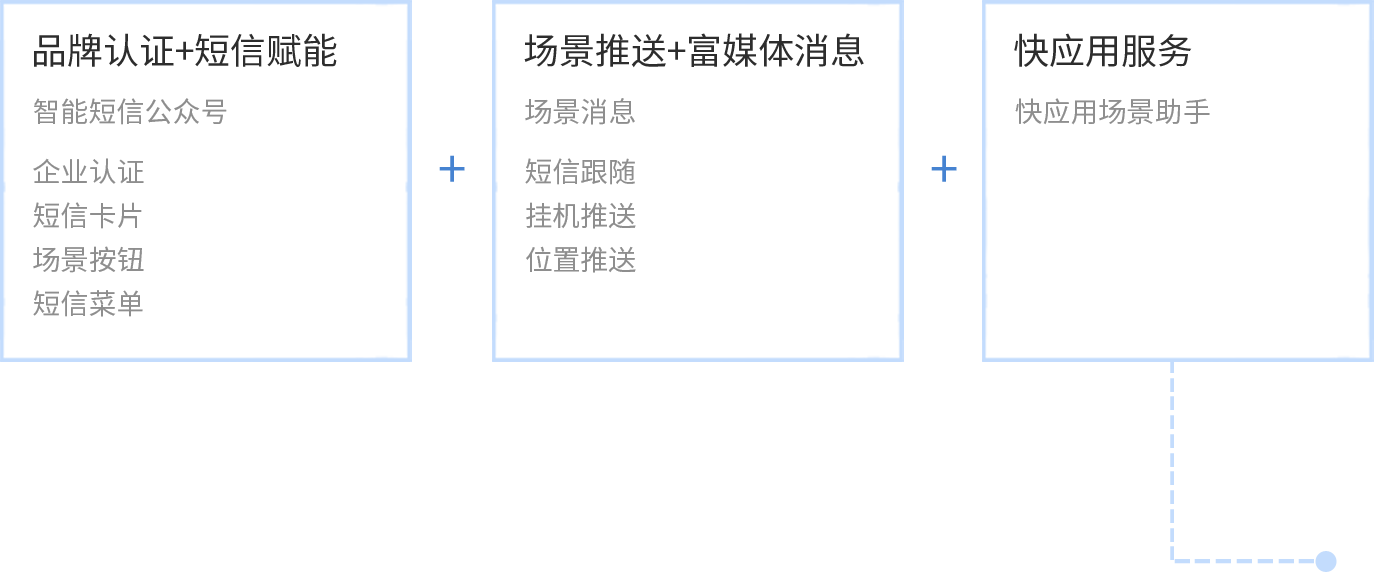 品牌认证+短信赋能
智能短信公众号
企业认证
短信卡片
场景按钮
短信菜单
+
场景推送+富媒体消息
场景消息
短信跟随
挂机推送
位置推送
+
快应用服务
快应用场景助手